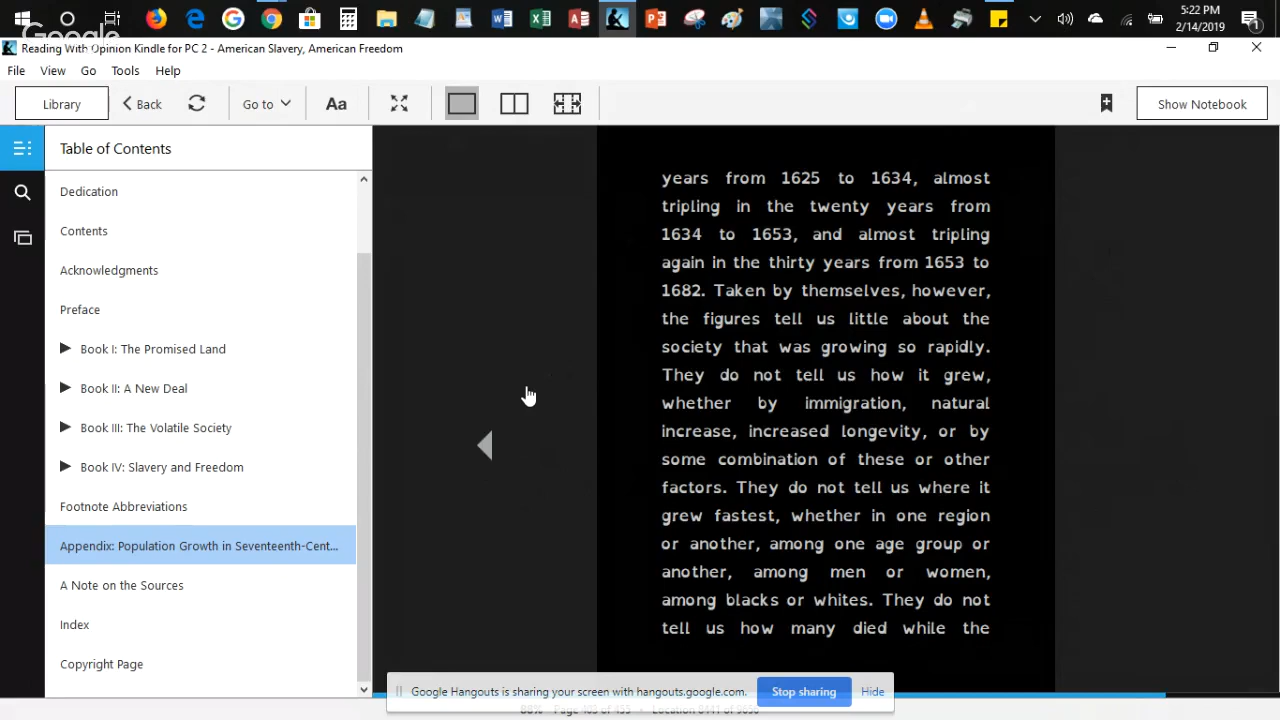 5:22 PM
2/14/2019
Google
Reading With Opinion Kindle for PC 2 - American Slavery, American Freedom
File View Go Tools Help
Library Back Go to Aa Show Notebook
Table of Contents
Dedication
Contents
Acknowledgments
Preface
Book I: The Promised Land
Book II: A New Deal
Book III: The Volatile Society
Book IV: Slavery and Freedom
Footnote Abbreviations
Appendix: Population Growth in Seventeenth-Cent...
A Note on the Sources
Index
Copyright Page
years from 1625 to 1634, almost
tripling in the twenty years from
1634 to 1653, and almost tripling
again in the thirty years from 1653 to
1682. Taken by themselves, however,
the figures tell us little about the
society that was growing so rapidly.
They do not tell us how it grew,
whether by immigration, natural
increase, increased longevity, or by
some combination of these or other
factors. They do not tell us where it
grew fastest, whether in one region
or another, among one age group or
another, among men or women,
among blacks or whites. They do not
tell us how many died while the
Google Hangouts is sharing your screen with hangouts.google.com. Stop sharing Hide